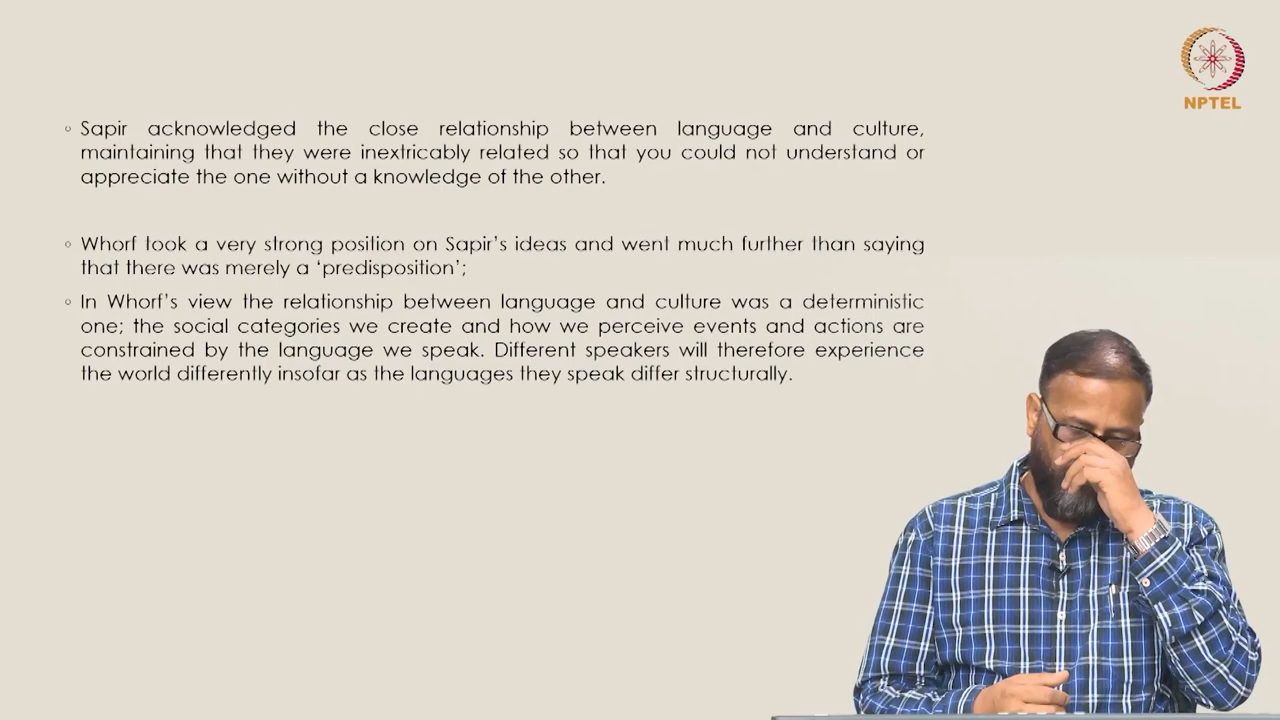 NPTEL
◦ Sapir acknowledged the close relationship between language and culture,
maintaining that they were inextricably related so that you could not understand or
appreciate the one without a knowledge of the other.
◦ Whorf took a very strong position on Sapir’s ideas and went much further than saying
that there was merely a ‘predisposition’;
◦ In Whorf’s view the relationship between language and culture was a deterministic
one; the social categories we create and how we perceive events and actions are
constrained by the language we speak. Different speakers will therefore experience
the world differently insofar as the languages they speak differ structurally.